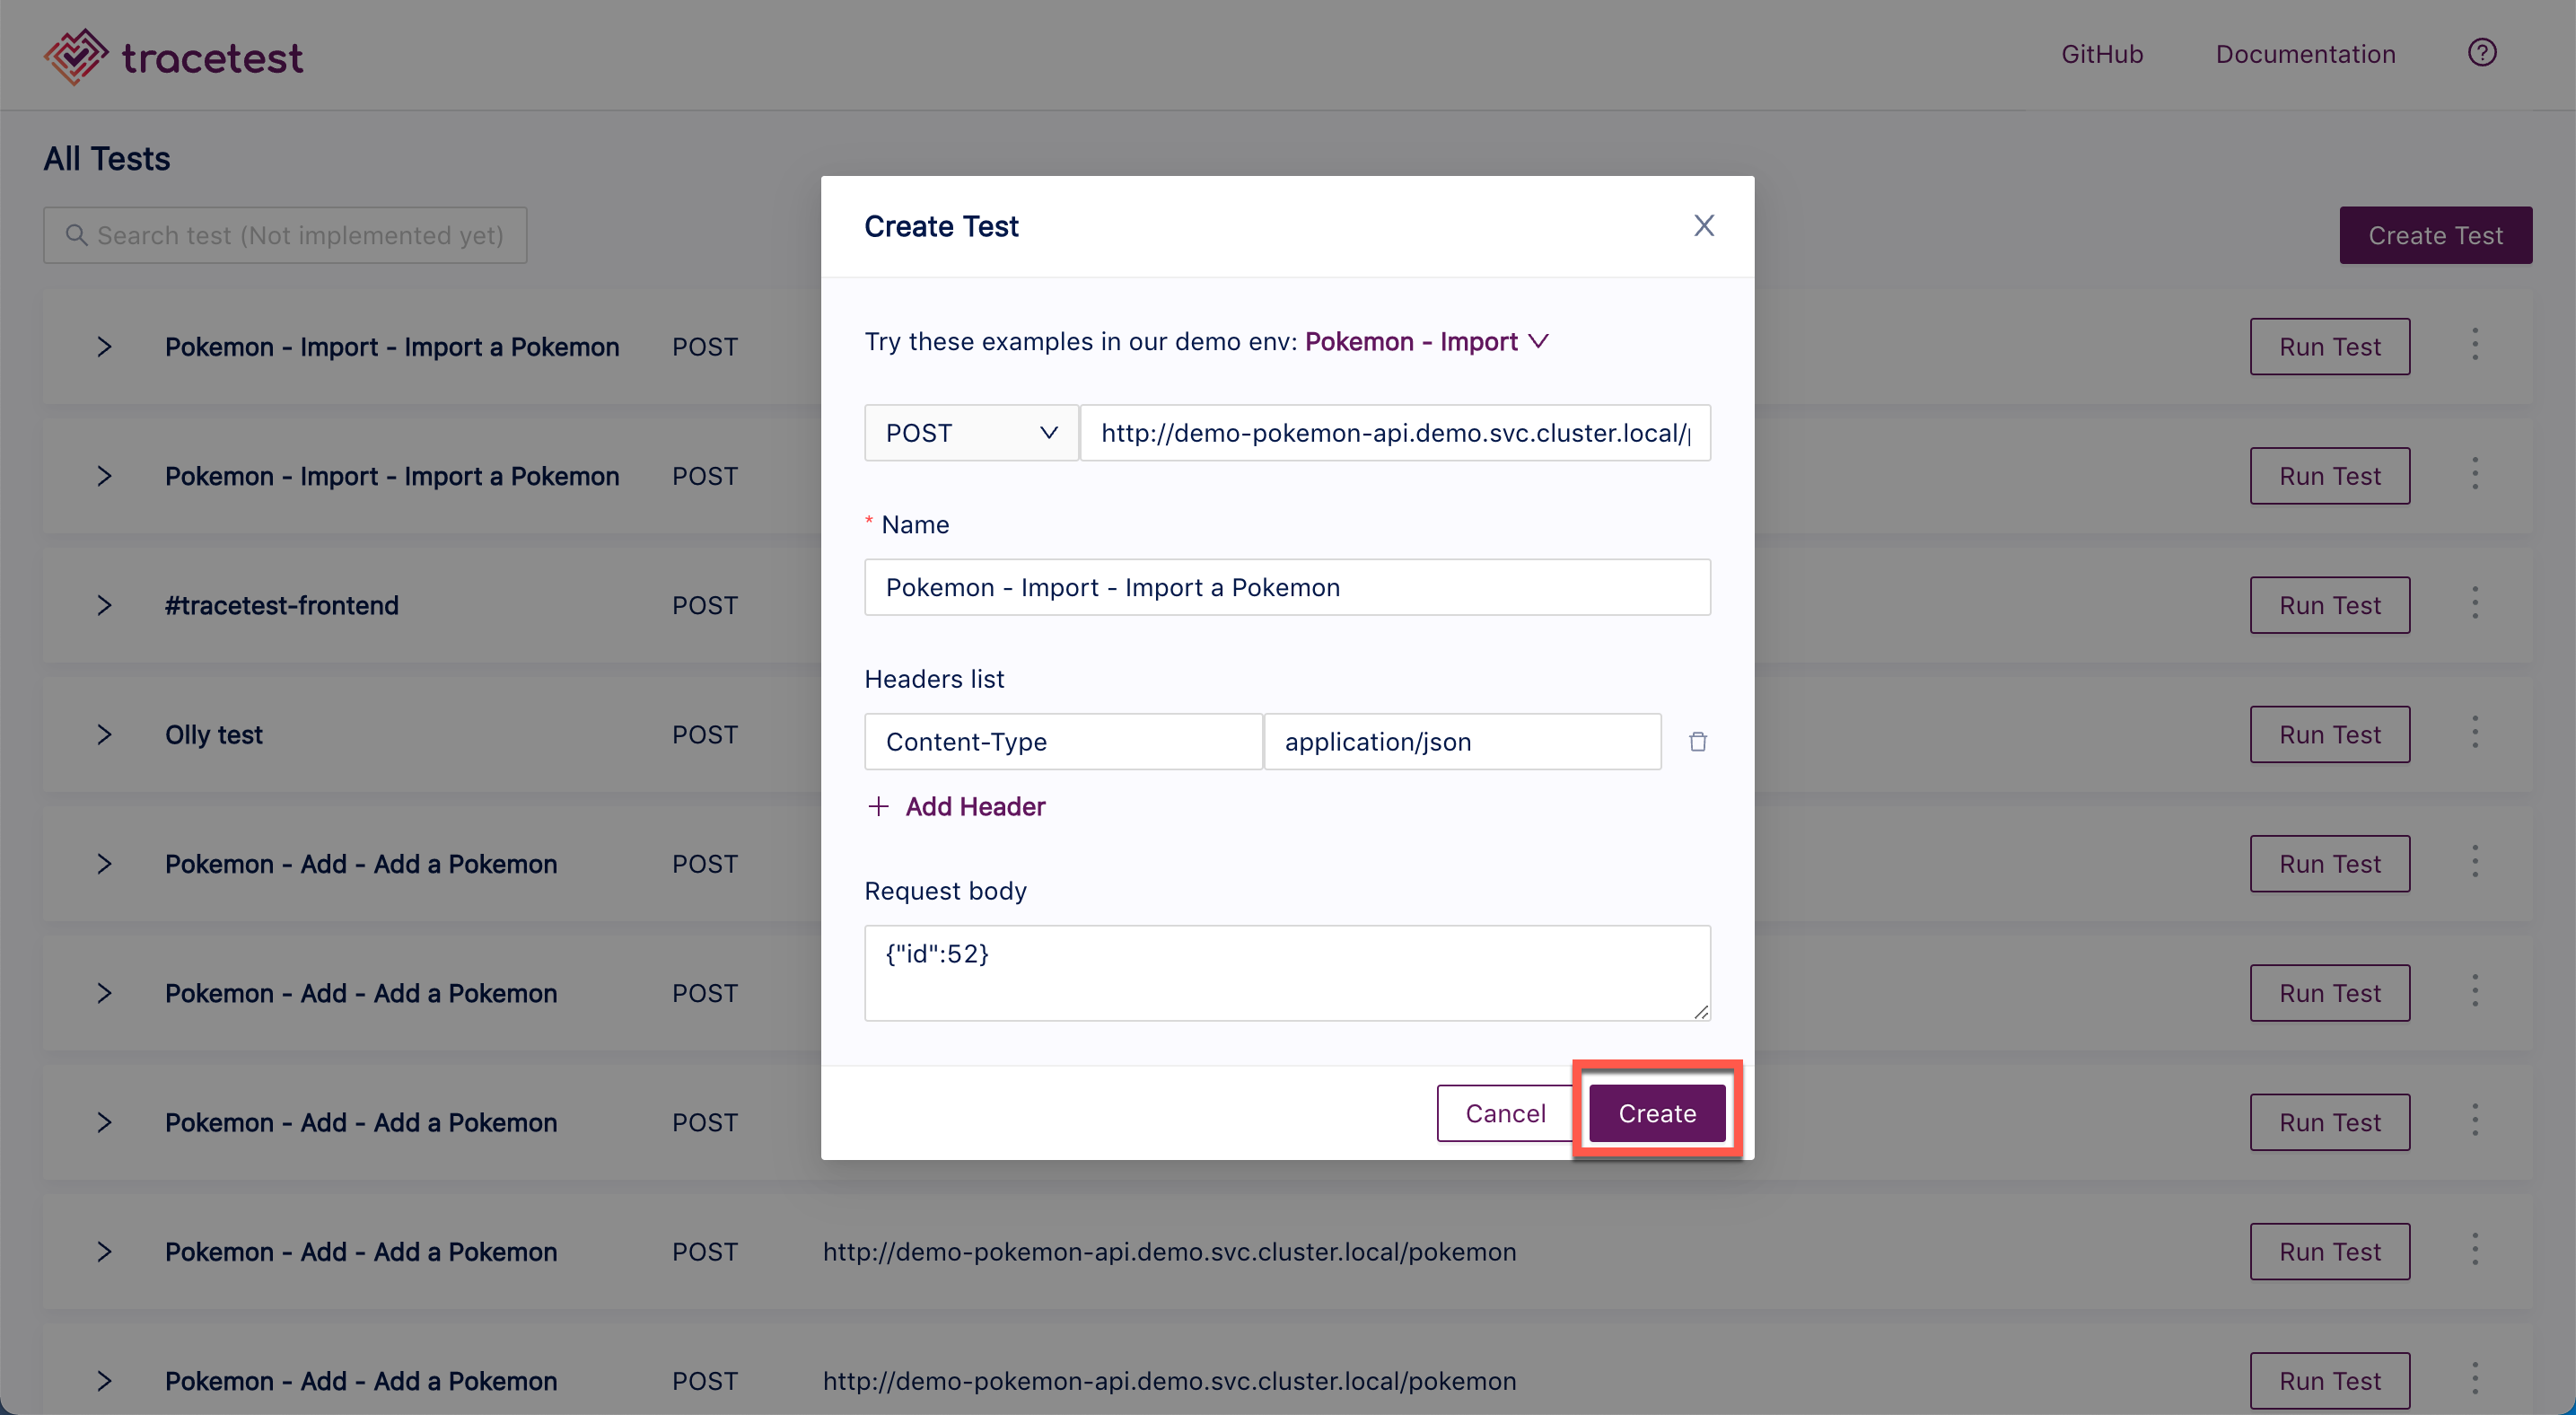 tracetest
GitHub
Documentation
All Tests
Search test (Not implemented yet)
Create Test
Pokemon - Import - Import a Pokemon POST Run Test
Pokemon - Import - Import a Pokemon POST Run Test
#tracetest-frontend POST Run Test
Olly test POST Run Test
Pokemon - Add - Add a Pokemon POST Run Test
Pokemon - Add - Add a Pokemon POST Run Test
Pokemon - Add - Add a Pokemon POST Run Test
Pokemon - Add - Add a Pokemon POST http://demo-pokemon-api.demo.svc.cluster.local/pokemon Run Test
Pokemon - Add - Add a Pokemon POST http://demo-pokemon-api.demo.svc.cluster.local/pokemon Run Test
Create Test
Try these examples in our demo env: Pokemon - Import
POST http://demo-pokemon-api.demo.svc.cluster.local/
* Name
Pokemon - Import - Import a Pokemon
Headers list
Content-Type application/json
Add Header
Request body
{"id":52}
Cancel Create